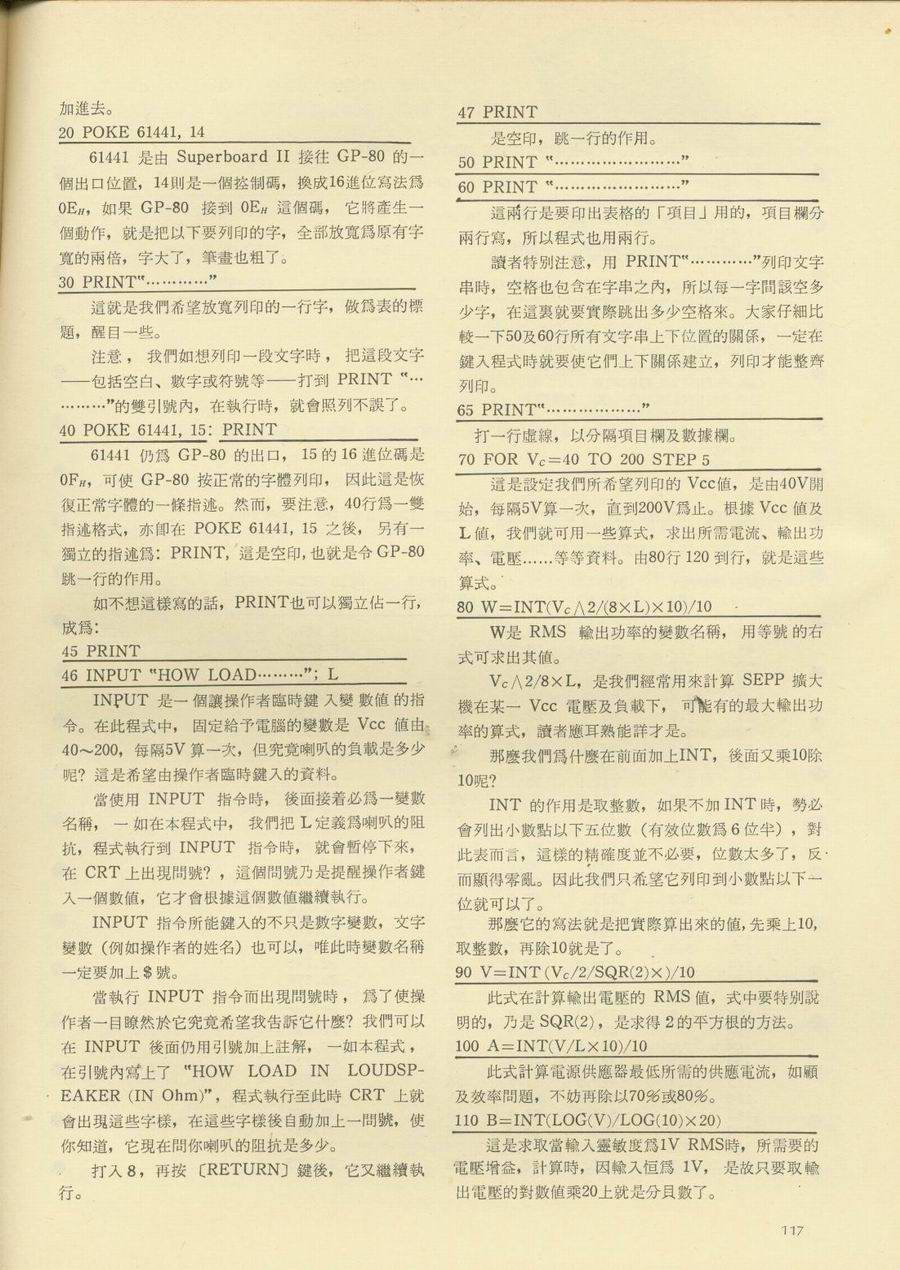 加進去。
20 POKE 61441, 14
61441 是由 Superboard II 接往 GP-80 的一
個出口位置，14則是一個控制碼，換成16進位寫法爲
0EH，如果 GP-80 接到 0EH 這個碼， 它將產生一
個動作，就是把以下要列印的字，全部放寬爲原有字
寬的兩倍，字大了，筆畫也粗了。
30 PRINT“…………”
這就是我們希望放寬列印的一行字，做爲表的標
題，醒目一些。
注意， 我們如想列印一段文字時， 把這段文字
──包括空白、數字或符號等──打到 PRINT “…
………”的雙引號內，在執行時，就會照列不誤了。
40 POKE 61441, 15: PRINT
61441 仍爲 GP-80 的出口， 15 的 16 進位碼是
0FH，可使 GP-80 按正常的字體列印， 因此這是恢
復正常字體的一條指述。然而，要注意，40行爲一雙
指述格式，亦卽在 POKE 61441, 15 之後， 另有一
獨立的指述爲：PRINT, 這是空印, 也就是令 GP-80
跳一行的作用。
如不想這樣寫的話，PRINT也可以獨立佔一行，
成爲：
45 PRINT
46 INPUT “HOW LOAD………”; L
INPUT 是一 個讓操作者臨時鍵 入變 數值 的指
令。在此程式中， 固定給予電腦的變數是 Vcc 值由
40～200，每隔5V 算一次，但究竟喇叭的負載是多少
呢？這是希望由操作者臨時鍵入的資料。
當使用 INPUT 指令時， 後面接着必爲一變數
名稱， 一 如在本程式中， 我們把 L 定義爲喇叭的阻
抗，程式執行到 INPUT 指令時， 就會暫停下來，
在 CRT 上出現問號？，這個問號乃是提醒操作者鍵
入一個數值，它才會根據這個數值繼續執行。
INPUT 指令所能鍵入的不只是數字變數，文字
變數（例如操作者的姓名）也可以，唯此時變數名稱
一定要加上 $ 號。
當執行 INPUT 指令而出現問號時， 爲了使操
作者一目瞭然於它究竟希望我告訴它什麼？我們可以
在 INPUT 後面仍用引號加上註解， 一如本程式，
在引號內寫上了 “HOW LOAD IN LOUDSP-
EAKER (IN Ohm)”，程式執行至此時 CRT 上就
會出現這些字樣，在這些字樣後自動加上一問號，使
你知道，它現在問你喇叭的阻抗是多少。
打入 8，再按〔RETURN〕鍵後，它又繼續執
行。
47 PRINT
是空印，跳一行的作用。
50 PRINT “……………………”
60 PRINT “……………………”
這兩行是要印出表格的「項目」用的，項目欄分
兩行寫，所以程式也用兩行。
讀者特別注意，用 PRINT“…………”列印文字
串時，空格也包含在字串之內，所以每一字間該空多
少字，在這裏就要實際跳出多少空格來。大家仔細比
較一下50及60行所有文字串上下位置的關係，一定在
鍵入程式時就要使它們上下關係建立，列印才能整齊
列印。
65 PRINT“………………”
打一行虛線，以分隔項目欄及數據欄。
70 FOR Vc=40 TO 200 STEP 5
這是設定我們所希望列印的 Vcc值，是由40V開
始，每隔5V算一次，直到200V爲止。根據 Vcc 值及
L 值，我們就可用一些算式，求出所需電流、輸出功
率、電壓……等等資料。由80行 120 到行，就是這些
算式。
80 W=INT(Vc⋀2/(8×L)×10)/10
W是 RMS 輸出功率的變數名稱， 用等號 的右
式可求出其值。
Vc⋀2/8×L，是我們經常用來計算 SEPP 擴大
機在某一 Vcc 電壓及負載下， 可能有的最大輸出功
率的算式，讀者應耳熟能詳才是。
那麼我們爲什麼在前面加上INT，後面又乘10除
10呢？
INT 的作用是取整數，如果不加 INT 時，勢必
會列出小數點以下五位數（有效位數爲 6 位半），對
此表而言，這樣的精確度並不必要，位數太多了，反
而顯得零亂。因此我們只希望它列印到小數點以下一
位就可以了。
那麼它的寫法就是把實際算出來的值, 先乘上10,
取整數，再除10就是了。
90 V=INT (Vc/2/SQR(2)×)/10
此式在計算輸出電壓的 RMS 值，式中要特別說
明的，乃是 SQR(2)，是求得 2 的平方根的方法。
100 A=INT(V/L×10)/10
此式計算電源供應器最低所需的供應電流，如顧
及效率問題，不妨再除以70%或80%。
110 B=INT(LOG(V)/LOG(10)×20)
這是求取當輸入靈敏度爲1V RMS時，所需要的
電壓增益，計算時，因輸入恒爲 1V， 是故只要取輸
出電壓的對數值乘20上就是分貝數了。
117